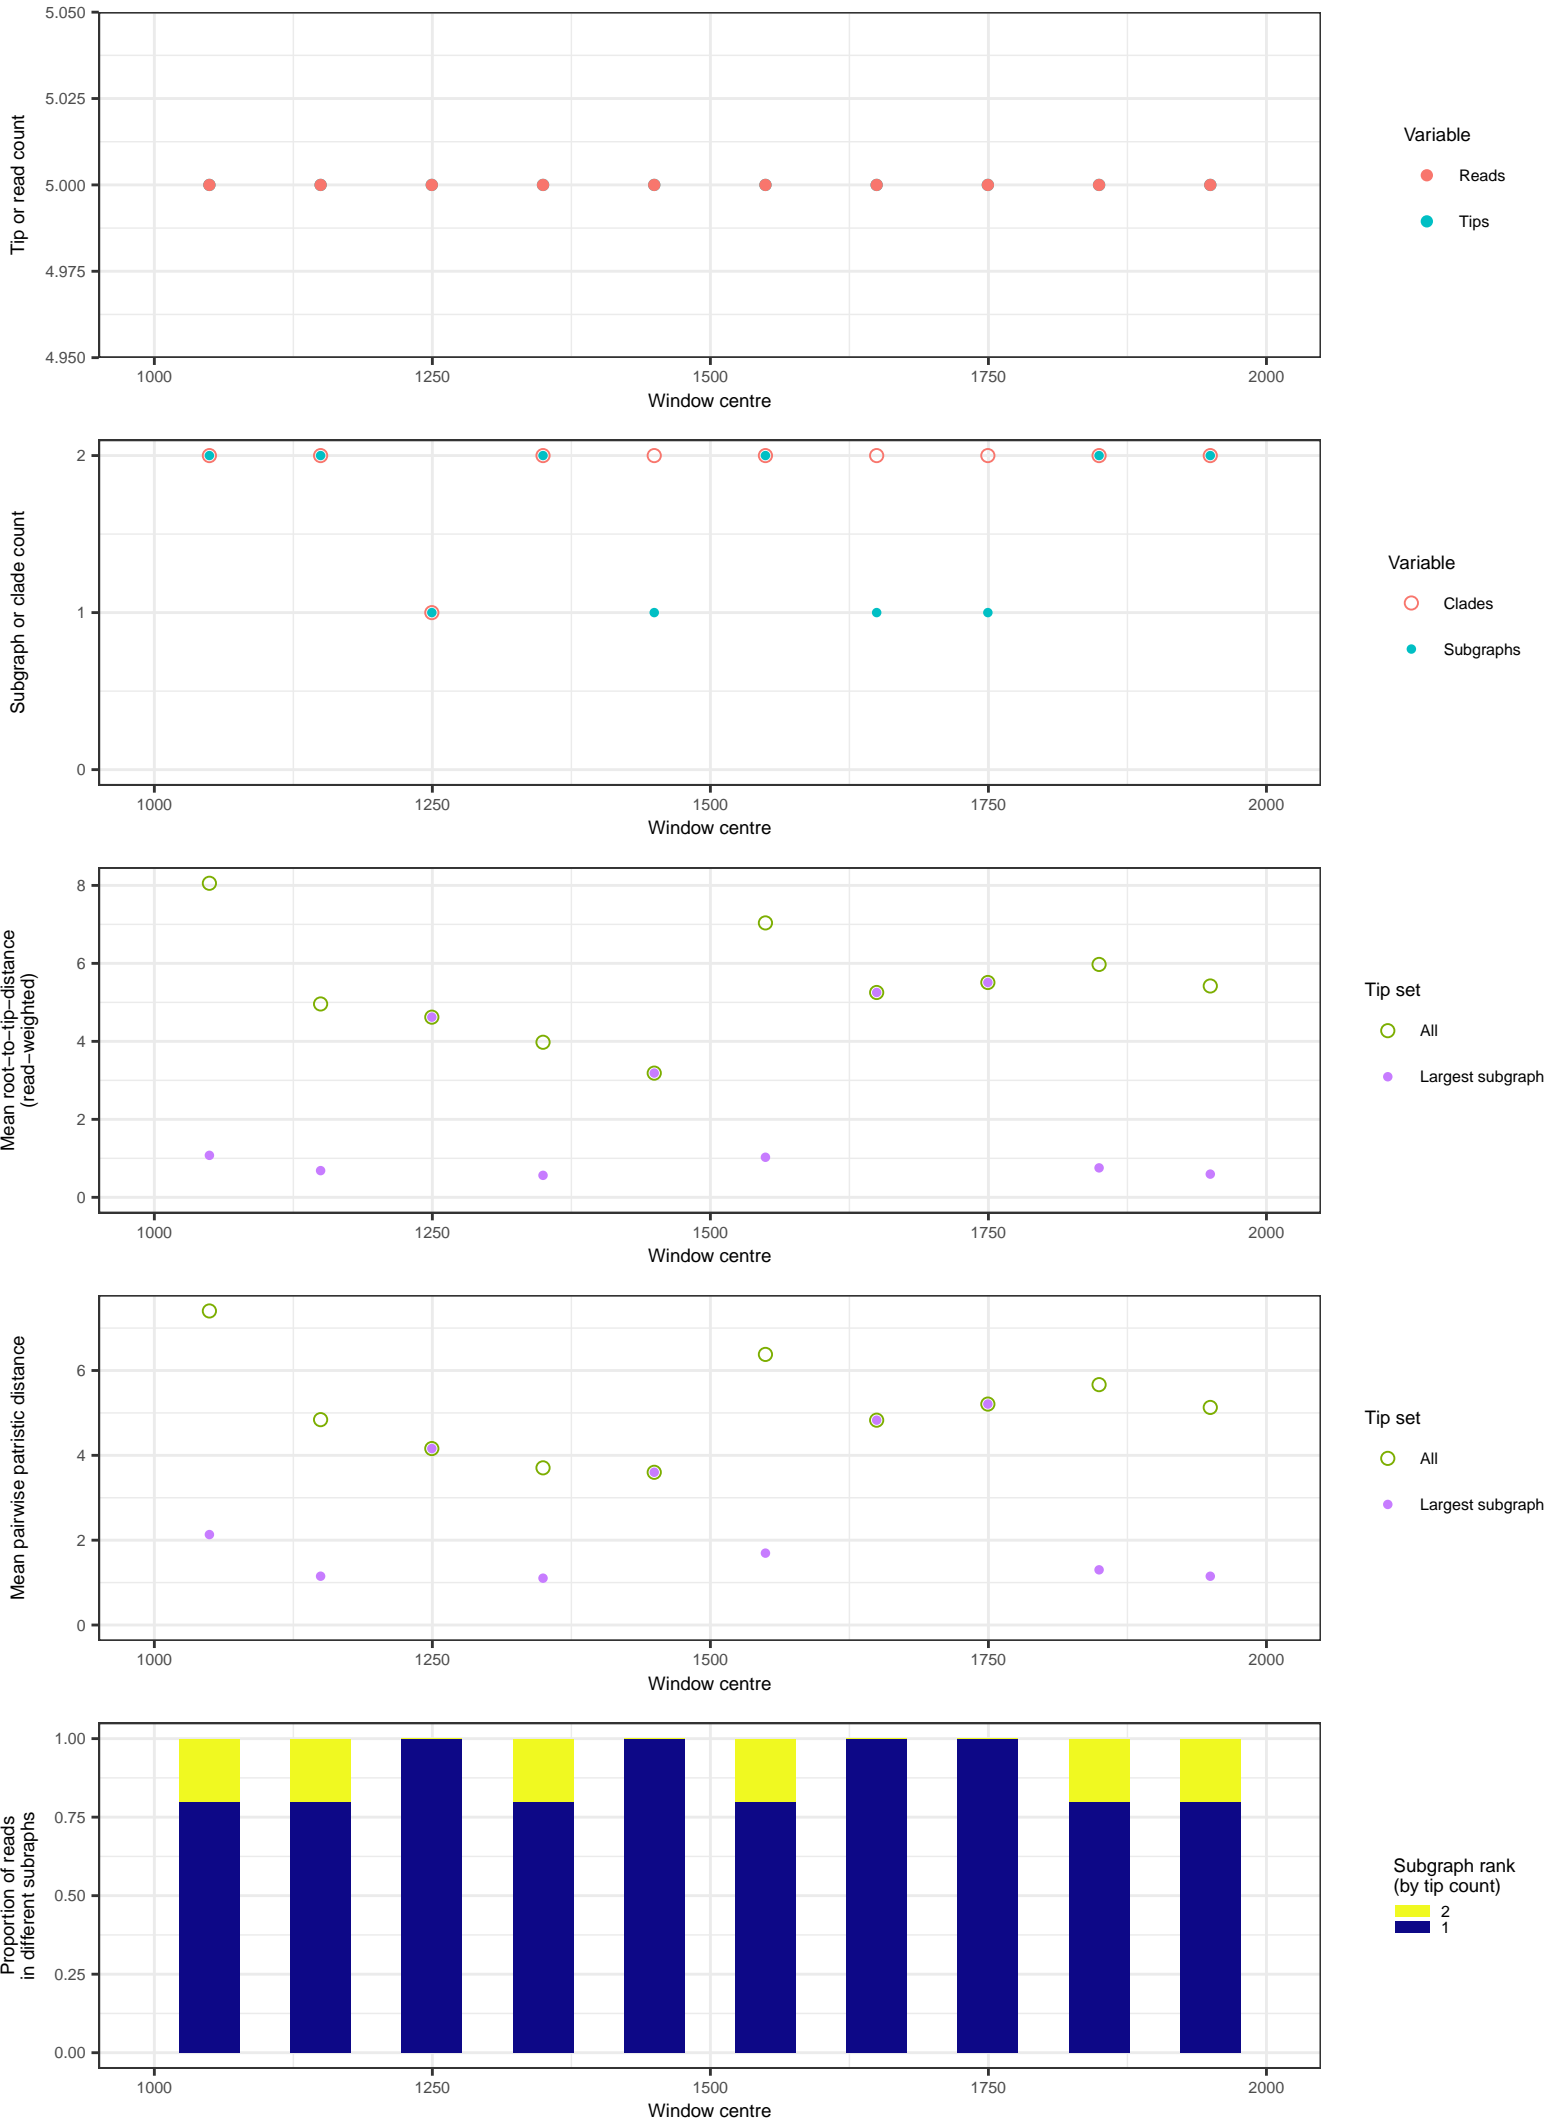 Tip or read count
5.050
5.025
5.000
4.975
4.950
1000 1250 1500 1750 2000
Window centre
Variable
Reads
Tips
Subgraph or clade count
2
1
0
1000 1250 1500 1750 2000
Window centre
Variable
Clades
Subgraphs
Mean root−to−tip−distance
(read−weighted)
8
6
4
2
0
1000 1250 1500 1750 2000
Window centre
Tip set
All
Largest subgraph
Mean pairwise patristic distance
6
4
2
0
1000 1250 1500 1750 2000
Window centre
Tip set
All
Largest subgraph
Proportion of reads
in different subraphs
1.00
0.75
0.50
0.25
0.00
1000 1250 1500 1750 2000
Window centre
Subgraph rank
(by tip count)
2
1